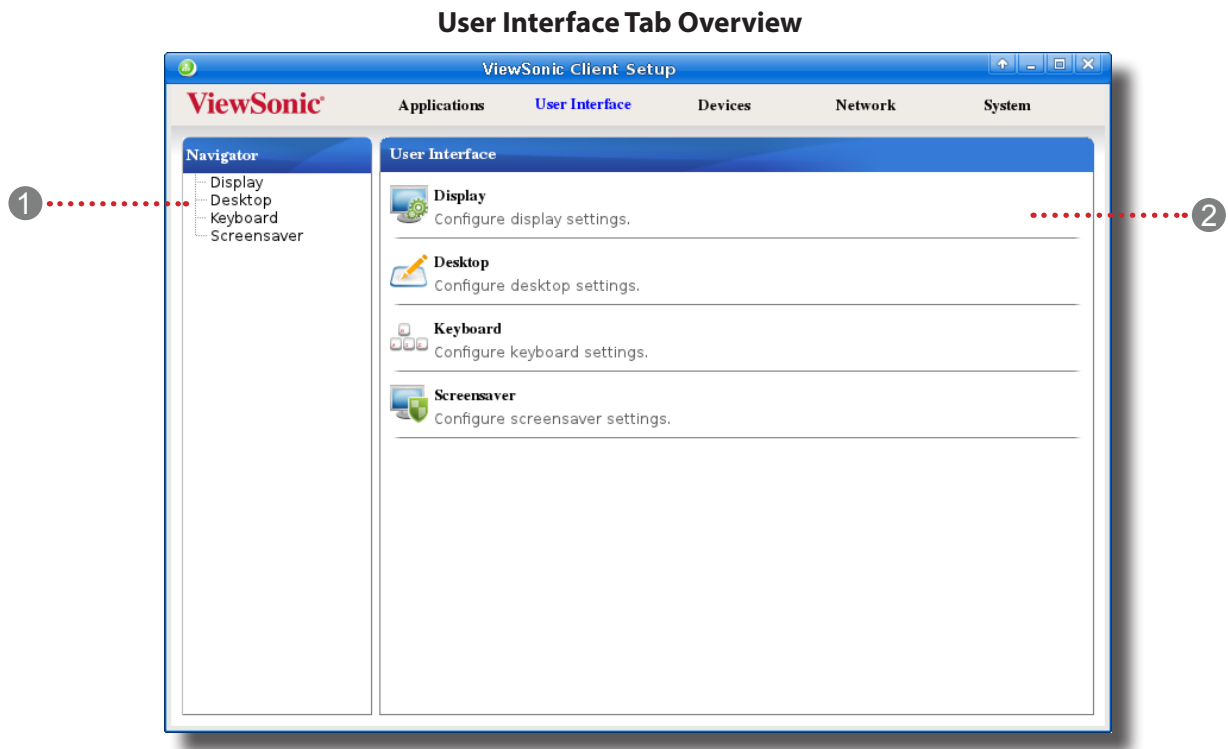 User Interface Tab Overview
ViewSonic Client Setup
ViewSonic®
Applications User Interface Devices Network System
Navigator
Display
Desktop
Keyboard
Screensaver
1
User Interface
Display
Configure display settings.
2
Desktop
Configure desktop settings.
Keyboard
Configure keyboard settings.
Screensaver
Configure screensaver settings.